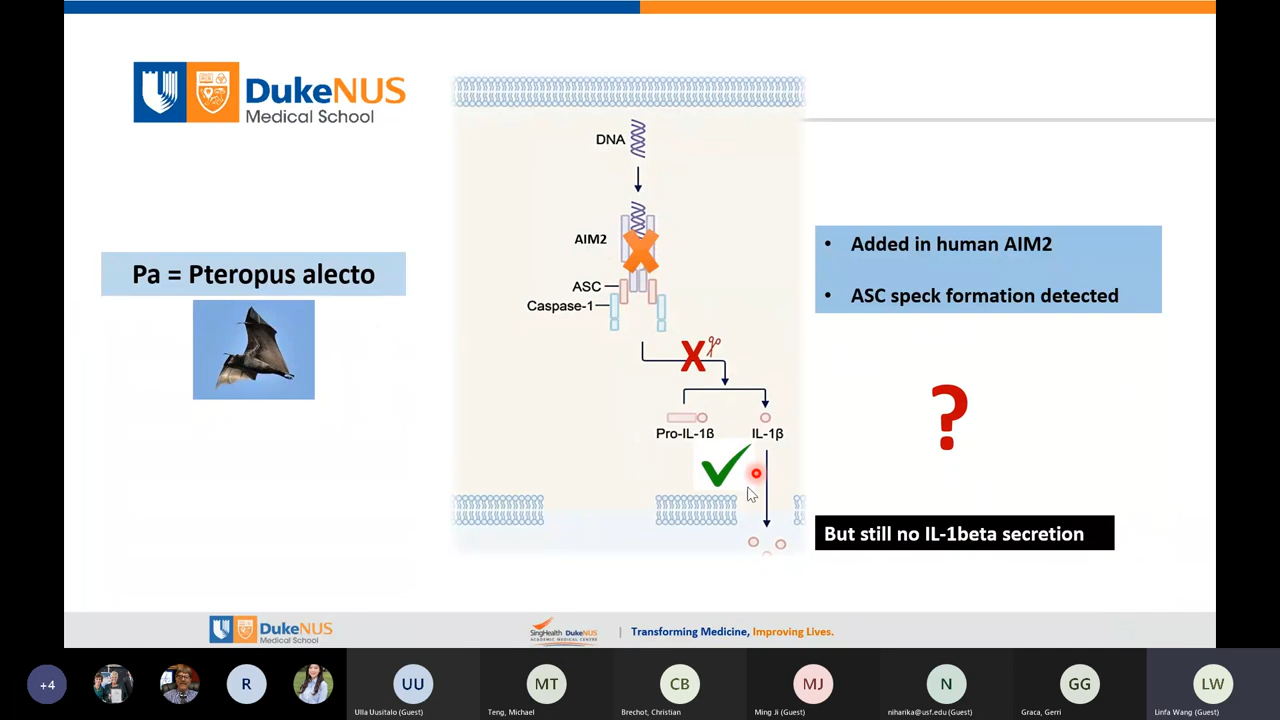 DukeNUS
Medical School
DNA
AIM2
ASC
Caspase-1
Pro-IL-1ß
IL-1β
Pa = Pteropus alecto
• Added in human AIM2
• ASC speck formation detected
?
But still no IL-1beta secretion
DukeNUS
Medical School
SingHealth DukeNUS
ACADEMIC MEDICAL CENTRE
Transforming Medicine, Improving Lives.
+4
R
UU
MT
CB
MJ
N
GG
LW
Ulla Uusitalo (Guest)
Teng, Michael
Brechot, Christian
Ming Ji (Guest)
niharika@usf.edu (Guest)
Graca, Gerri
Linfa Wang (Guest)